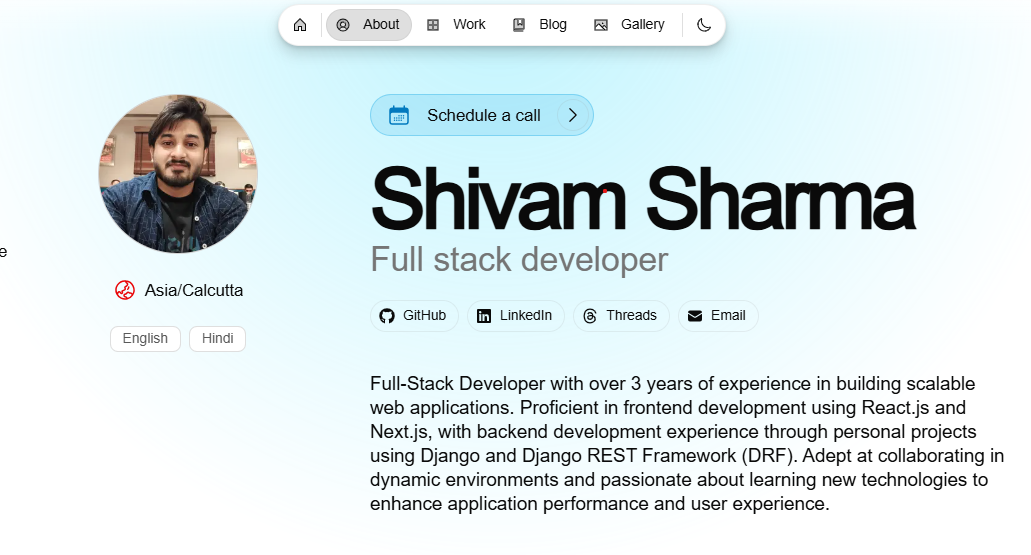 About
Work
Blog
Gallery
Schedule a call
Shivam Sharma
Full stack developer
Asia/Calcutta
English
Hindi
GitHub
LinkedIn
Threads
Email
Full-Stack Developer with over 3 years of experience in building scalable
web applications. Proficient in frontend development using React.js and
Next.js, with backend development experience through personal projects
using Django and Django REST Framework (DRF). Adept at collaborating in
dynamic environments and passionate about learning new technologies to
enhance application performance and user experience.